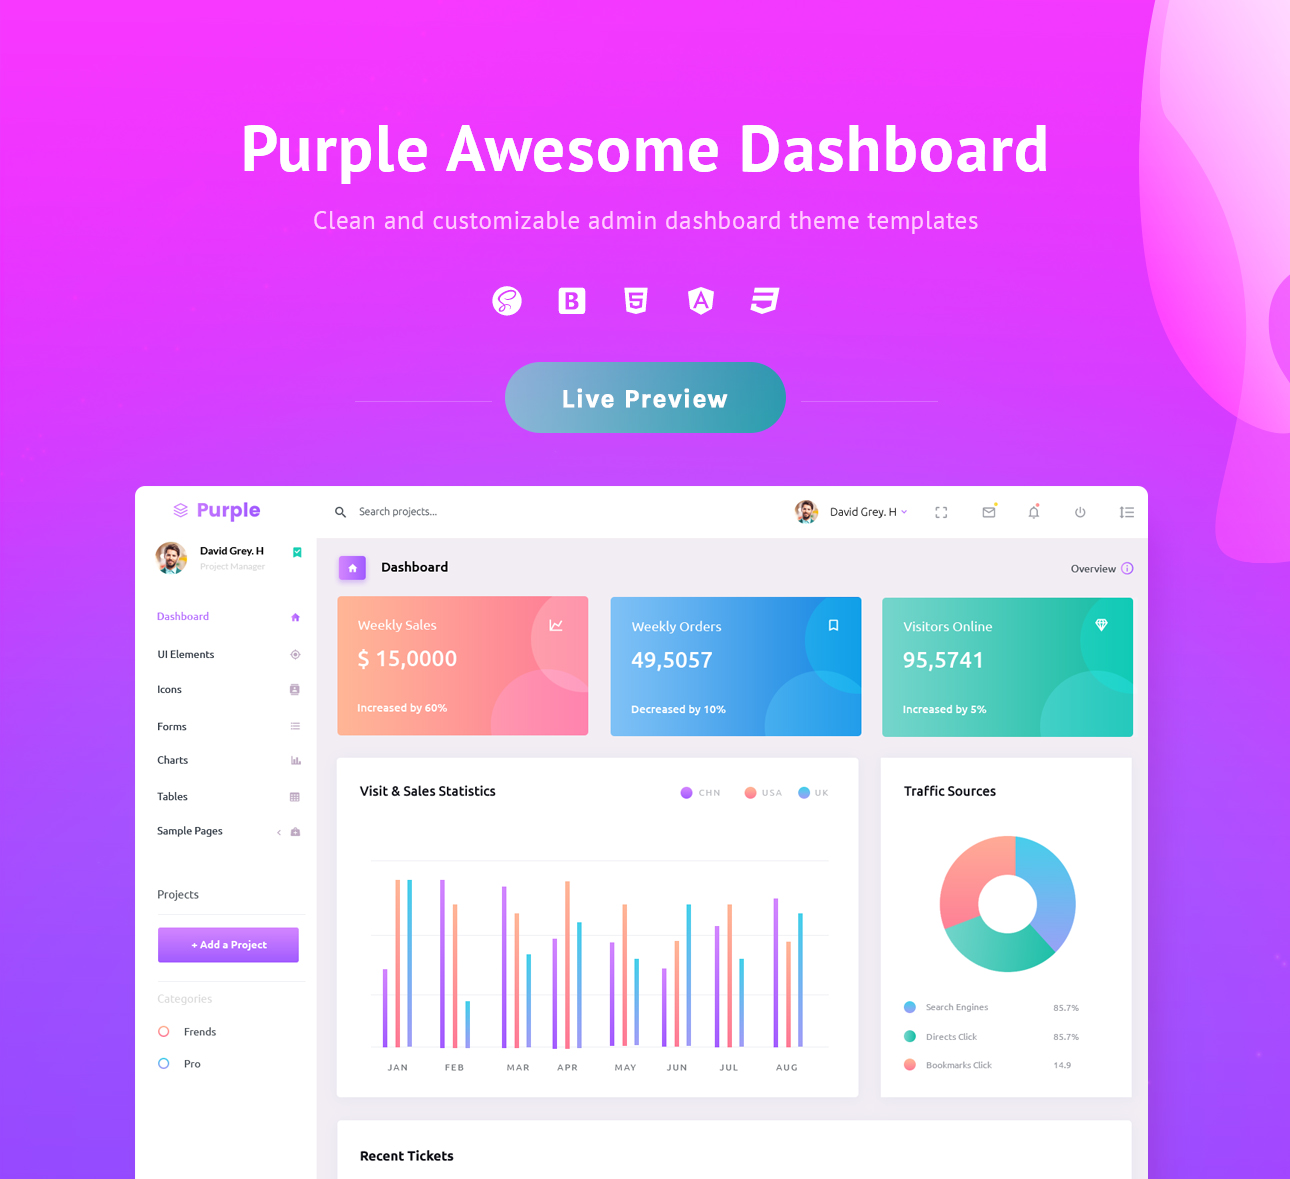 Purple Awesome Dashboard
Clean and customizable admin dashboard theme templates
B 5 A
Live Preview
Purple
Search projects...
David Grey. H
David Grey. H
Project Manager
Dashboard
UI Elements
Icons
Forms
Charts
Tables
Sample Pages
Projects
+ Add a Project
Categories
Frends
Pro
Dashboard
Overview
Weekly Sales
$ 15,0000
Increased by 60%
Weekly Orders
49,5057
Decreased by 10%
Visitors Online
95,5741
Increased by 5%
Visit & Sales Statistics
CHN USA UK
JAN FEB MAR APR MAY JUN JUL AUG
Traffic Sources
Search Engines 85.7%
Directs Click 85.7%
Bookmarks Click 14.9
Recent Tickets